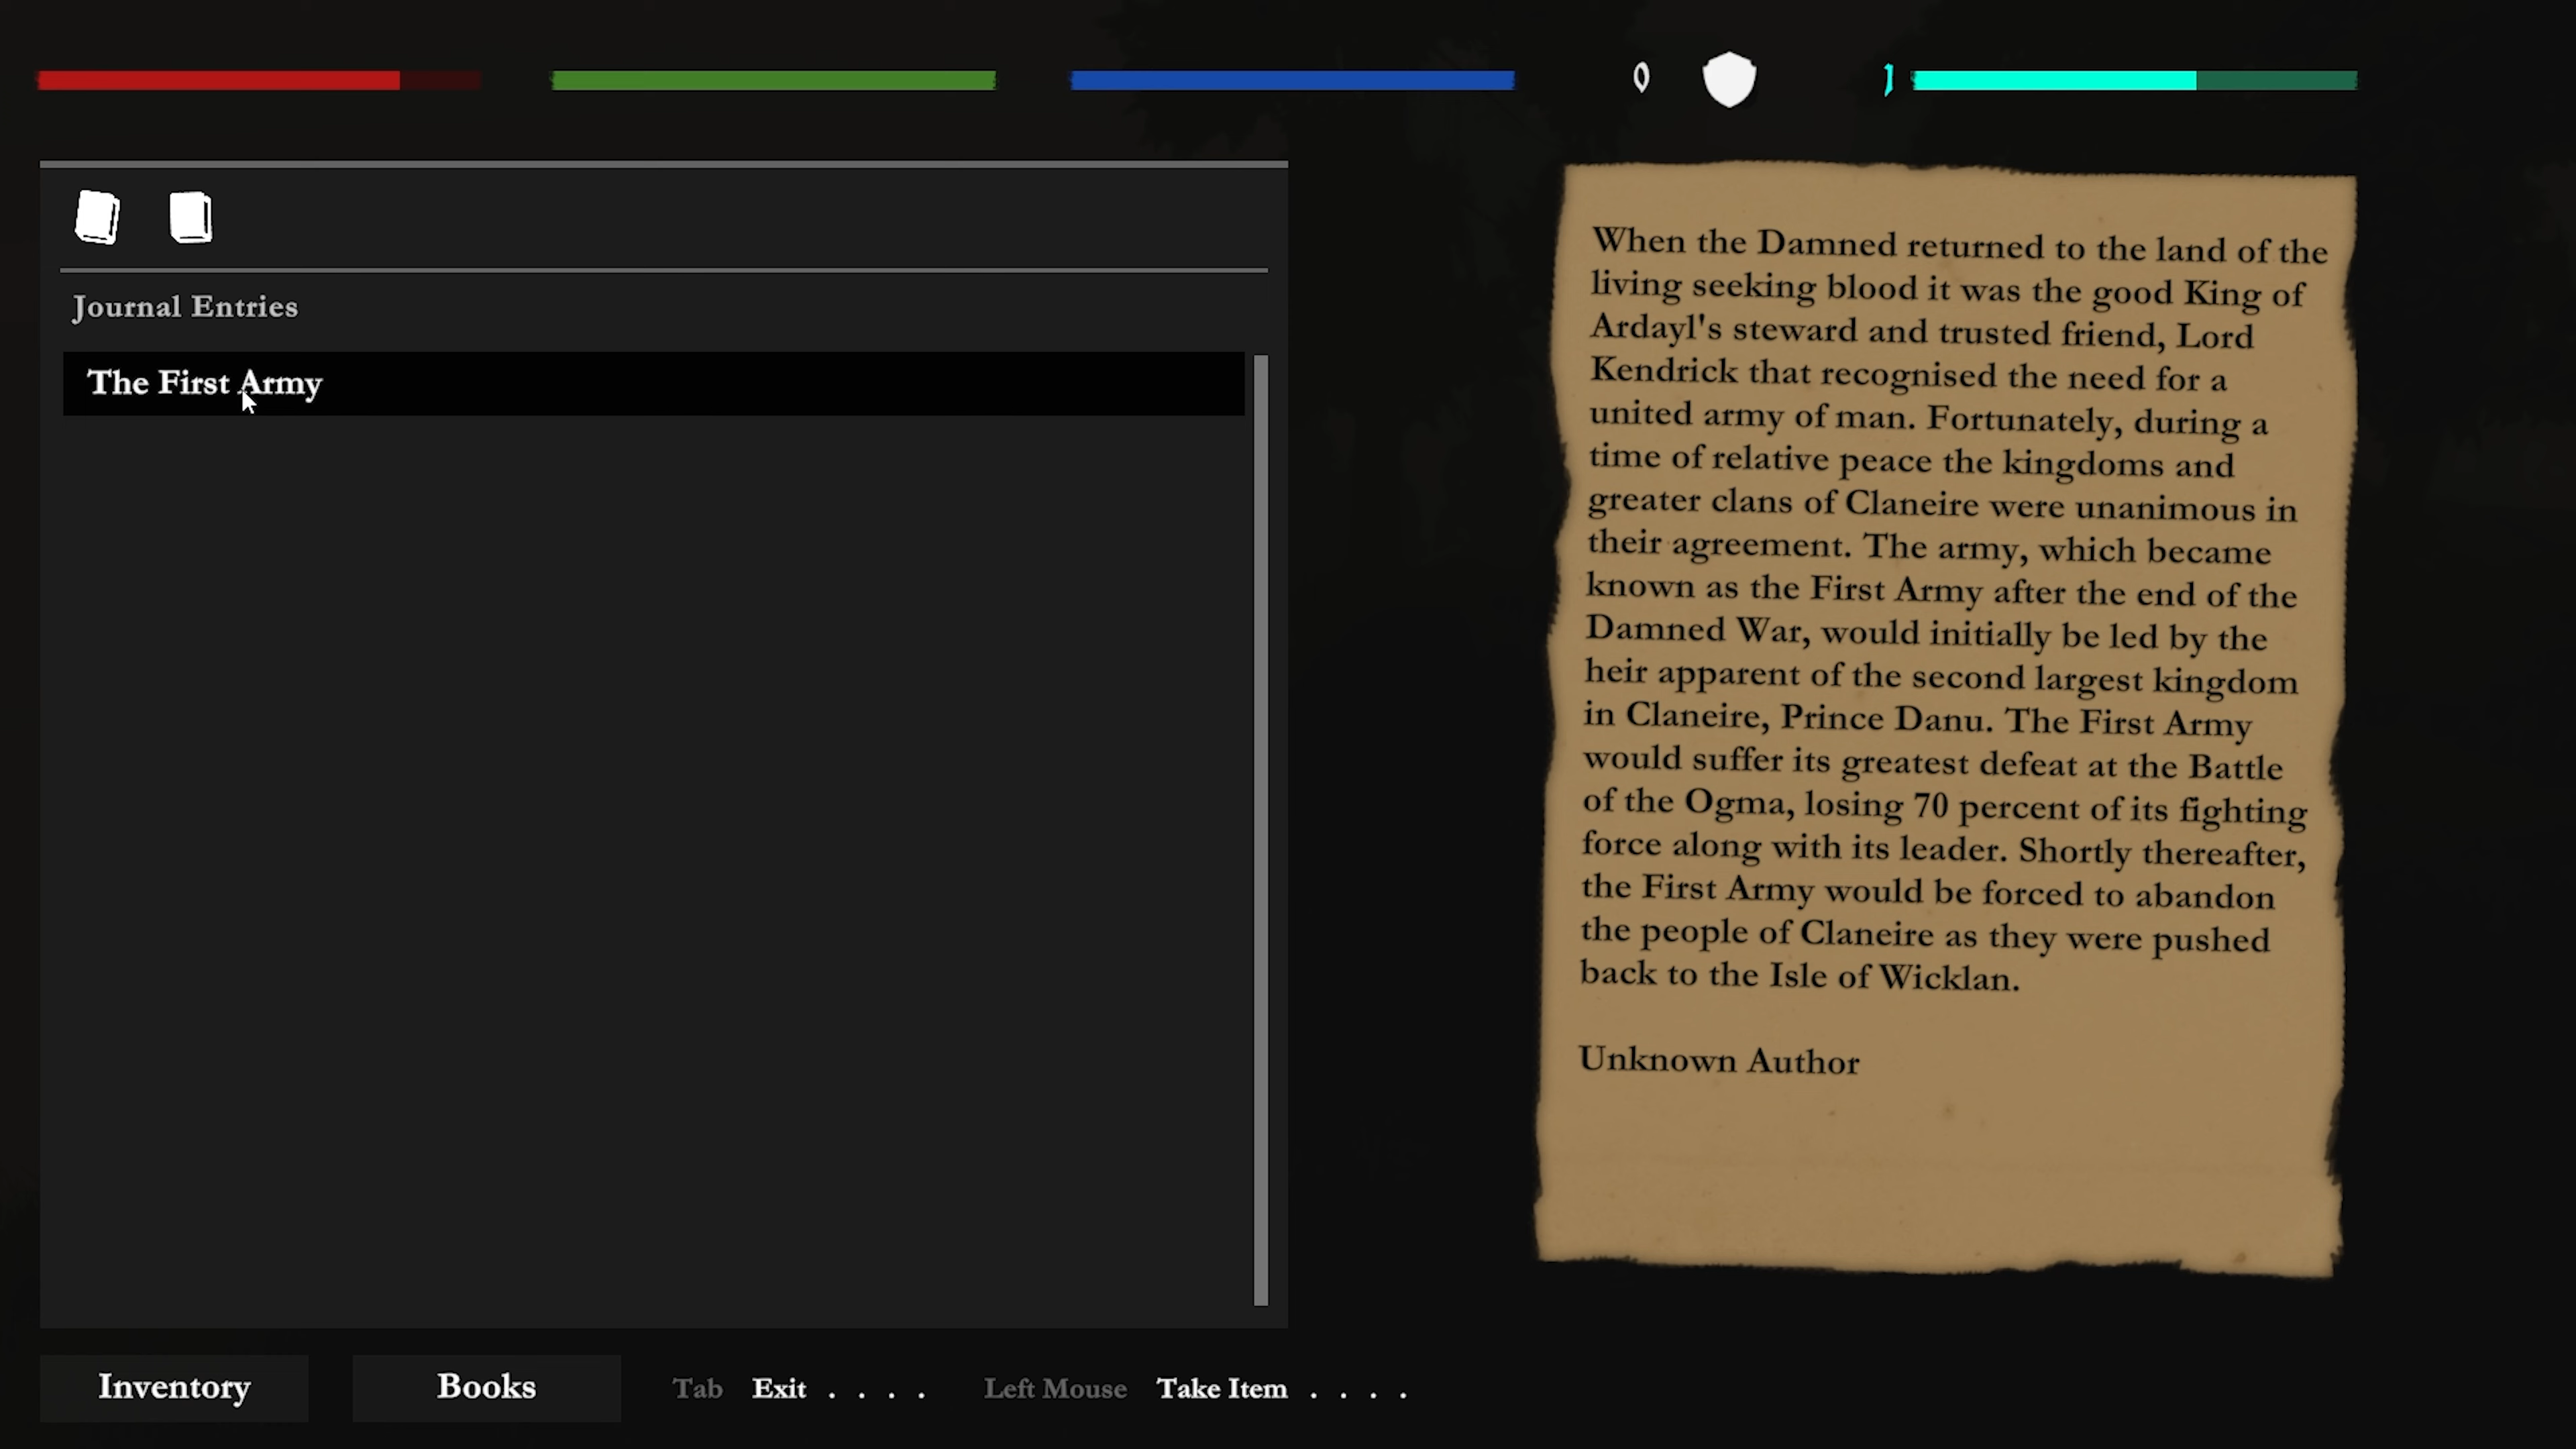 0
1
Journal Entries
The First Army
When the Damned returned to the land of the
living seeking blood it was the good King of
Ardayl's steward and trusted friend, Lord
Kendrick that recognised the need for a
united army of man. Fortunately, during a
time of relative peace the kingdoms and
greater clans of Claneire were unanimous in
their agreement. The army, which became
known as the First Army after the end of the
Damned War, would initially be led by the
heir apparent of the second largest kingdom
in Claneire, Prince Danu. The First Army
would suffer its greatest defeat at the Battle
of the Ogma, losing 70 percent of its fighting
force along with its leader. Shortly thereafter,
the First Army would be forced to abandon
the people of Claneire as they were pushed
back to the Isle of Wicklan.
Unknown Author
Inventory
Books
Tab Exit . . . .
Left Mouse Take Item . . . .